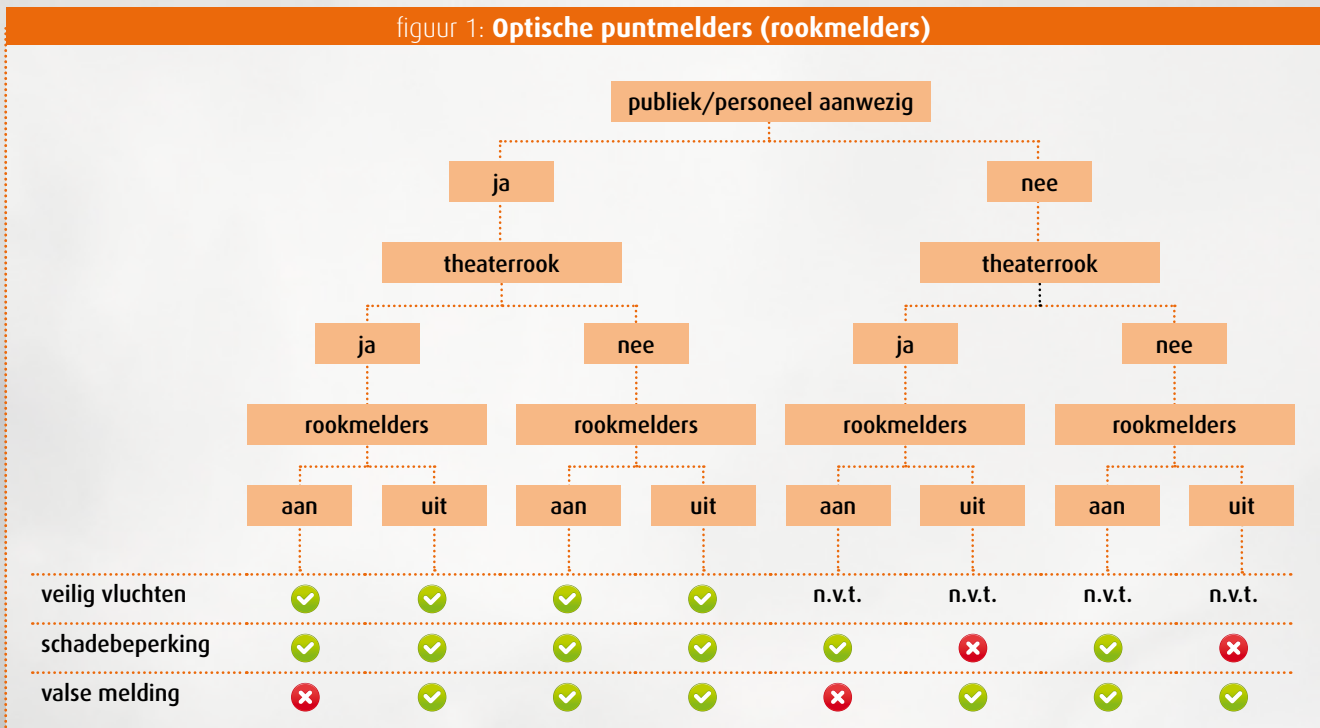 figuur 1: Optische puntmelders (rookmelders)
publiek/personeel aanwezig
ja nee
theaterrook theaterrook
ja nee ja nee
rookmelders rookmelders rookmelders rookmelders
aan uit aan uit aan uit aan uit
veilig vluchten n.v.t. n.v.t. n.v.t. n.v.t.
schadebeperking
valse melding